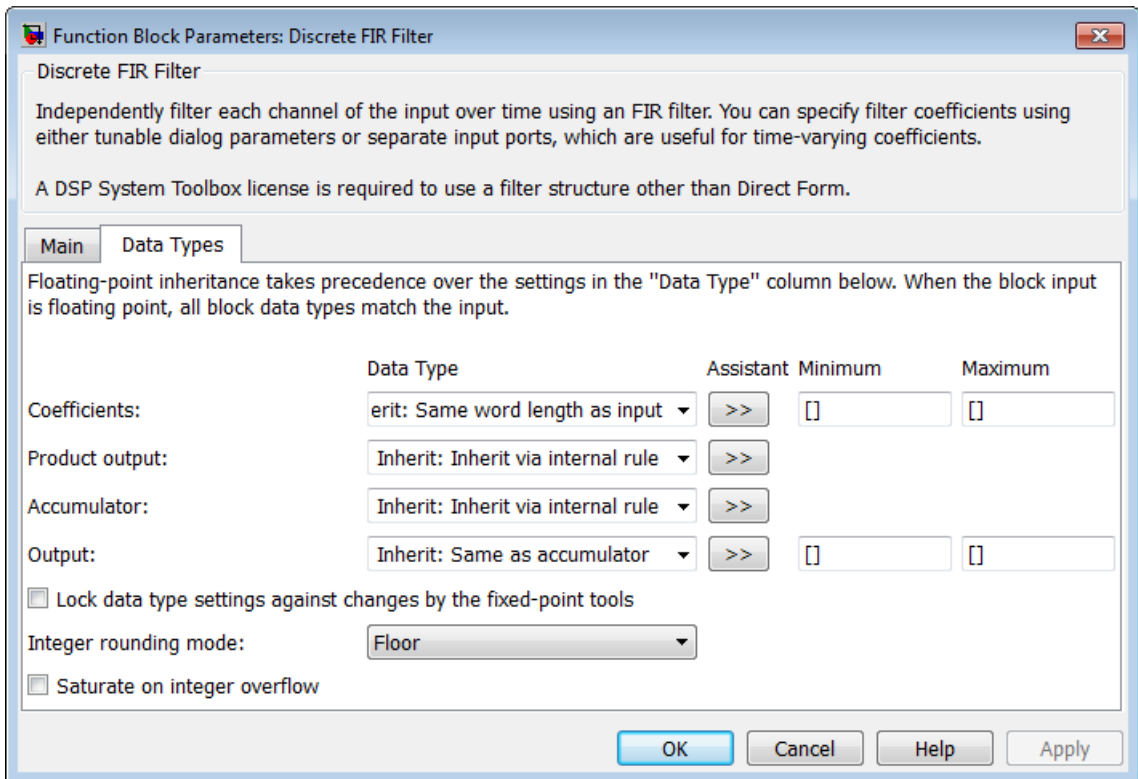 Function Block Parameters: Discrete FIR Filter
Discrete FIR Filter
Independently filter each channel of the input over time using an FIR filter. You can specify filter coefficients using
either tunable dialog parameters or separate input ports, which are useful for time-varying coefficients.
A DSP System Toolbox license is required to use a filter structure other than Direct Form.
Main Data Types
Floating-point inheritance takes precedence over the settings in the "Data Type" column below. When the block input
is floating point, all block data types match the input.
Data Type Assistant Minimum Maximum
Coefficients: erit: Same word length as input >> [] []
Product output: Inherit: Inherit via internal rule >>
Accumulator: Inherit: Inherit via internal rule >>
Output: Inherit: Same as accumulator >> [] []
Lock data type settings against changes by the fixed-point tools
Integer rounding mode: Floor
Saturate on integer overflow
OK Cancel Help Apply